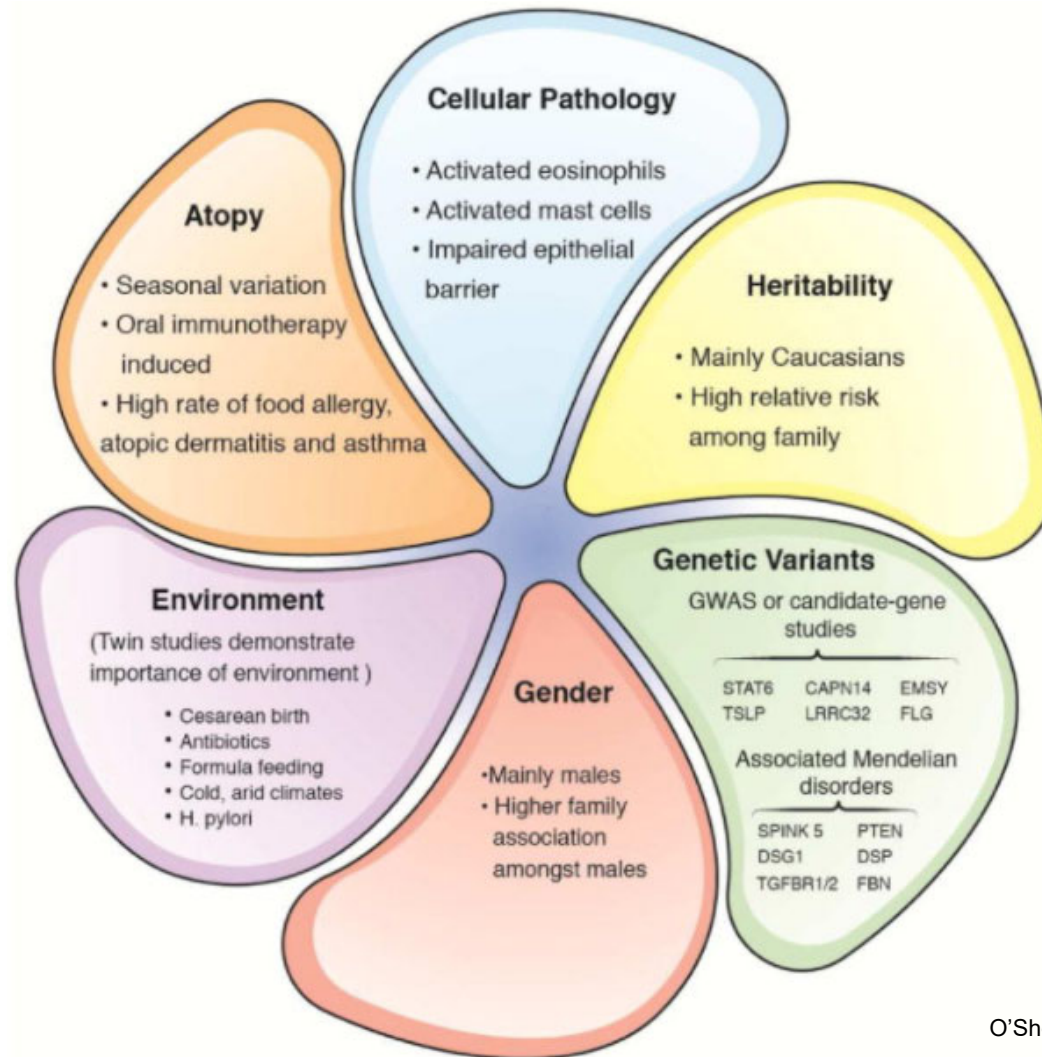 Cellular Pathology
• Activated eosinophils
• Activated mast cells
• Impaired epithelial
barrier
Atopy
• Seasonal variation
• Oral immunotherapy
induced
• High rate of food allergy,
atopic dermatitis and asthma
Heritability
• Mainly Caucasians
• High relative risk
among family
Environment
(Twin studies demonstrate
importance of environment )
• Cesarean birth
• Antibiotics
• Formula feeding
• Cold, arid climates
• H. pylori
Gender
•Mainly males
• Higher family
association
amongst males
Genetic Variants
GWAS or candidate-gene
studies
STAT6 CAPN14 EMSY
TSLP LRRC32 FLG
Associated Mendelian
disorders
SPINK 5 PTEN
DSG1 DSP
TGFBR1/2 FBN
O'Sh